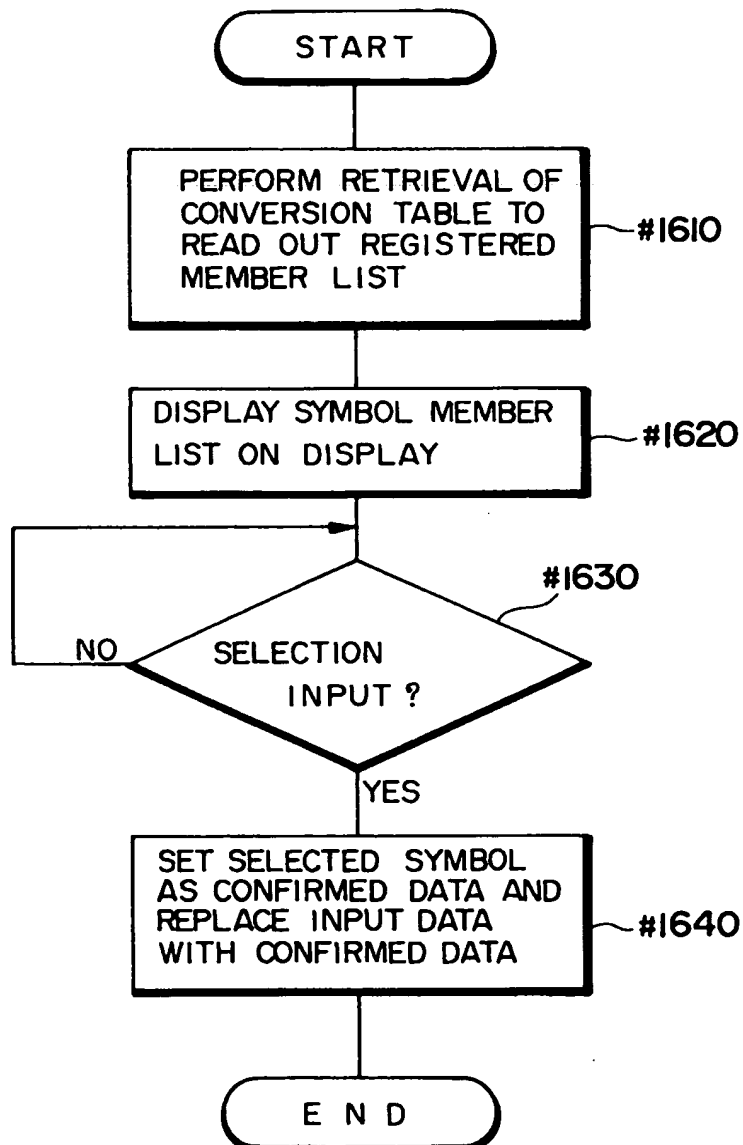 START
PERFORM RETRIEVAL OF
CONVERSION TABLE TO
READ OUT REGISTERED
MEMBER LIST
#1610
DISPLAY SYMBOL MEMBER
LIST ON DISPLAY
#1620
#1630
NO
SELECTION
INPUT ?
YES
SET SELECTED SYMBOL
AS CONFIRMED DATA AND
REPLACE INPUT DATA
WITH CONFIRMED DATA
#1640
END